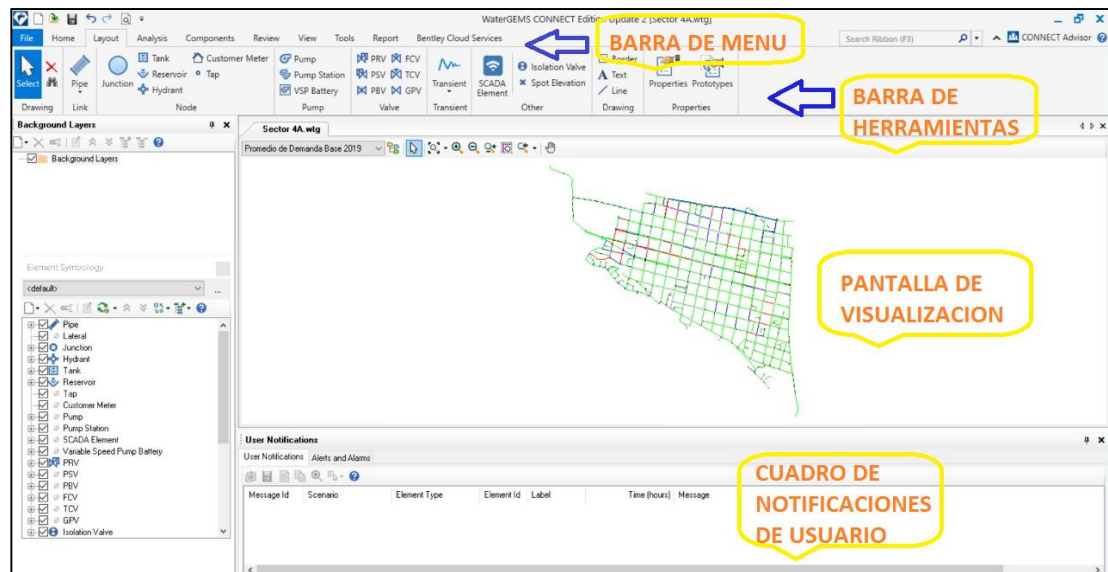 WaterGEMS CONNECT Edition Update 2 [Sector 4A.wtg]
File Home Layout Analysis Components Review View Tools Report Bentley Cloud Services
Search Ribbon (F3)
CONNECT Advisor
BARRA DE MENU
Select
Pipe
Junction
Tank
Reservoir
Hydrant
Customer Meter
Tap
Pump
Pump Station
VSP Battery
PRV FCV
PSV TCV
PBV GPV
Transient
SCADA
Element
Isolation Valve
Spot Elevation
Border
Text
Line
Properties Prototypes
Drawing Link Node Pump Valve Transient Other Drawing Properties
BARRA DE
HERRAMIENTAS
Background Layers
Background Layers
Sector 4A.wtg
Promedio de Demanda Base 2019
PANTALLA DE
VISUALIZACION
Element Symbology
<default>
...
Pipe
Lateral
Junction
Hydrant
Tank
Reservoir
Tap
Customer Meter
Pump
Pump Station
SCADA Element
Variable Speed Pump Battery
PRV
PSV
PBV
FCV
TCV
GPV
Isolation Valve
User Notifications
User Notifications Alerts and Alarms
Message Id Scenario Element Type Element Id Label Time (hours) Message
CUADRO DE
NOTIFICACIONES
DE USUARIO